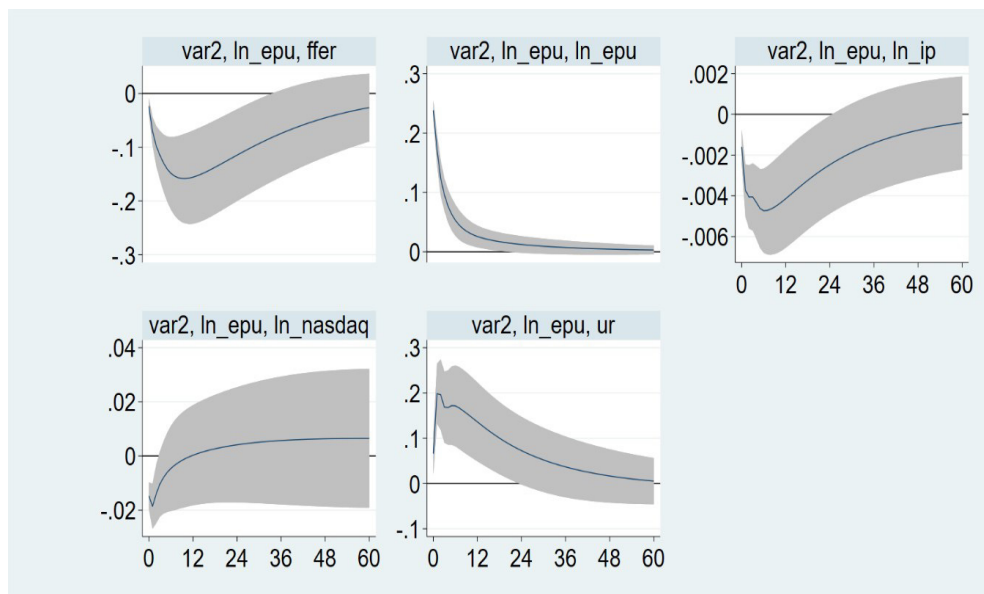 var2, ln_epu, ffer
0
-.1
-.2
-.3
var2, ln_epu, ln_epu
.3
.2
.1
0
var2, ln_epu, ln_ip
.002
0
-.002
-.004
-.006
0 12 24 36 48 60
var2, ln_epu, ln_nasdaq
.04
.02
0
-.02
0 12 24 36 48 60
var2, ln_epu, ur
.3
.2
.1
0
-.1
0 12 24 36 48 60